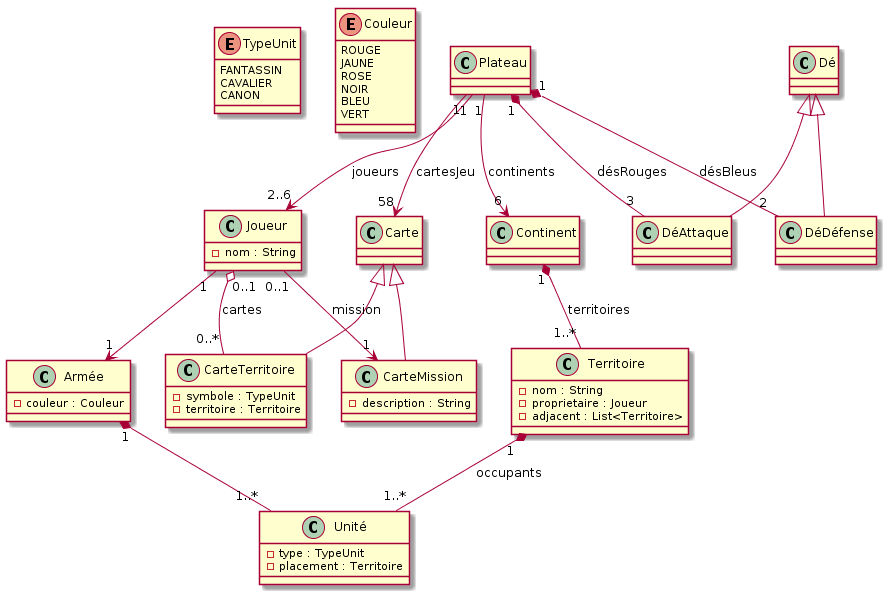 E TypeUnit
FANTASSIN
CAVALIER
CANON
E Couleur
ROUGE
JAUNE
ROSE
NOIR
BLEU
VERT
C Plateau
C Dé
1
1
1
1
1
joueurs
cartesJeu
continents
désRouges
désBleus
2..6
58
6
3
2
C Joueur
nom : String
C Carte
C Continent
C DéAttaque
C DéDéfense
1
0..1
0..1
1
cartes
mission
territoires
1
0..*
1
1..*
C Armée
couleur : Couleur
C CarteTerritoire
symbole : TypeUnit
territoire : Territoire
C CarteMission
description : String
C Territoire
nom : String
proprietaire : Joueur
adjacent : List<Territoire>
1
1
occupants
1..*
1..*
C Unité
type : TypeUnit
placement : Territoire